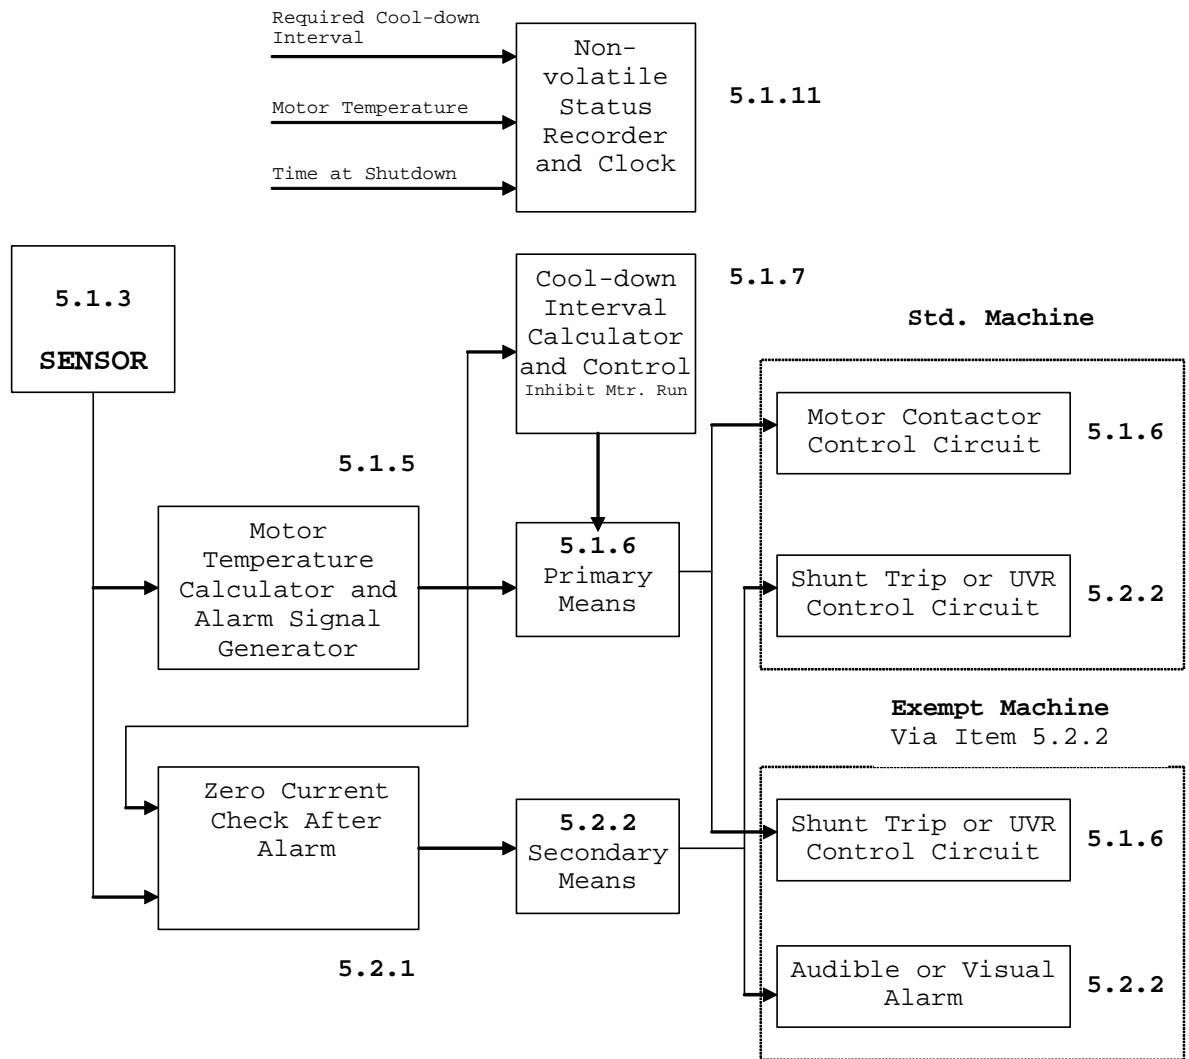 Required Cool-down
Interval
Motor Temperature
Time at Shutdown
Non-
volatile
Status
Recorder
and Clock
5.1.11
5.1.3
SENSOR
Cool-down
Interval
Calculator
and Control
Inhibit Mtr. Run
5.1.7
Std. Machine
Motor Contactor
Control Circuit
5.1.6
5.1.5
Motor
Temperature
Calculator and
Alarm Signal
Generator
5.1.6
Primary
Means
Shunt Trip or UVR
Control Circuit
5.2.2
Exempt Machine
Via Item 5.2.2
Zero Current
Check After
Alarm
5.2.1
5.2.2
Secondary
Means
Shunt Trip or UVR
Control Circuit
5.1.6
Audible or Visual
Alarm
5.2.2